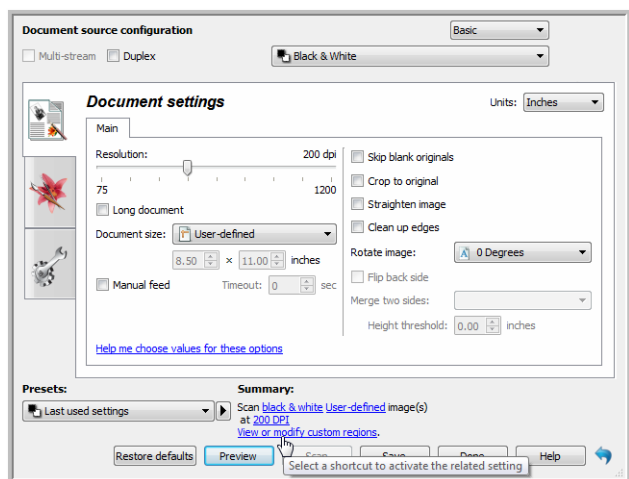 Document source configuration
Basic
Multi-stream
Duplex
Black & White
Document settings
Units:
Inches
Main
Resolution:
200 dpi
75
1200
Long document
Document size:
User-defined
8.50
×
11.00
inches
Manual feed
Timeout:
0
sec
Skip blank originals
Crop to original
Straighten image
Clean up edges
Rotate image:
0 Degrees
Flip back side
Merge two sides:
Height threshold:
0.00
inches
Help me choose values for these options
Presets:
Last used settings
Summary:
Scan black & white User-defined image(s)
at 200 DPI
View or modify custom regions.
Restore defaults
Preview
Scan
Save
Done
Help
Select a shortcut to activate the related setting